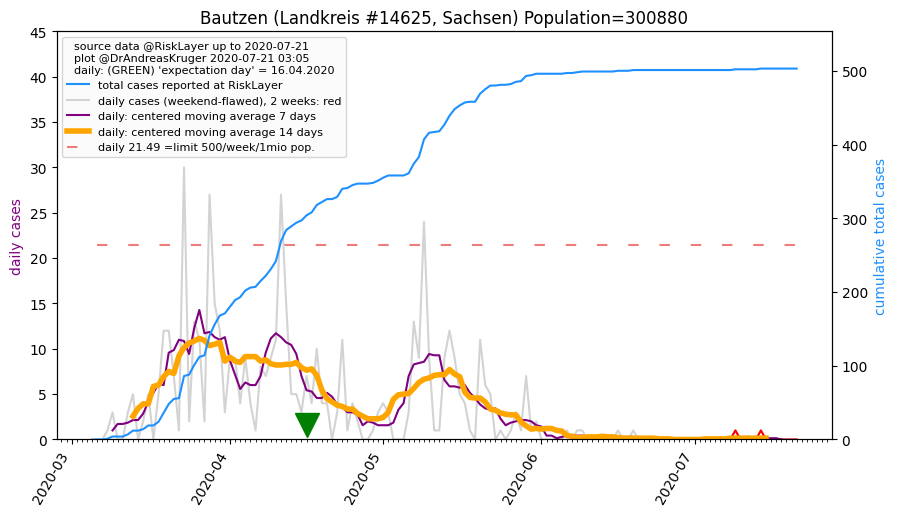 Bautzen (Landkreis #14625, Sachsen) Population=300880
source data @RiskLayer up to 2020-07-21
plot @DrAndreasKruger 2020-07-21 03:05
daily: (GREEN) 'expectation day' = 16.04.2020
total cases reported at RiskLayer
daily cases (weekend-flawed), 2 weeks: red
daily: centered moving average 7 days
daily: centered moving average 14 days
daily 21.49 =limit 500/week/1mio pop.
daily cases
45
40
35
30
25
20
15
10
5
0
cumulative total cases
500
400
300
200
100
0
2020-03
2020-04
2020-05
2020-06
2020-07